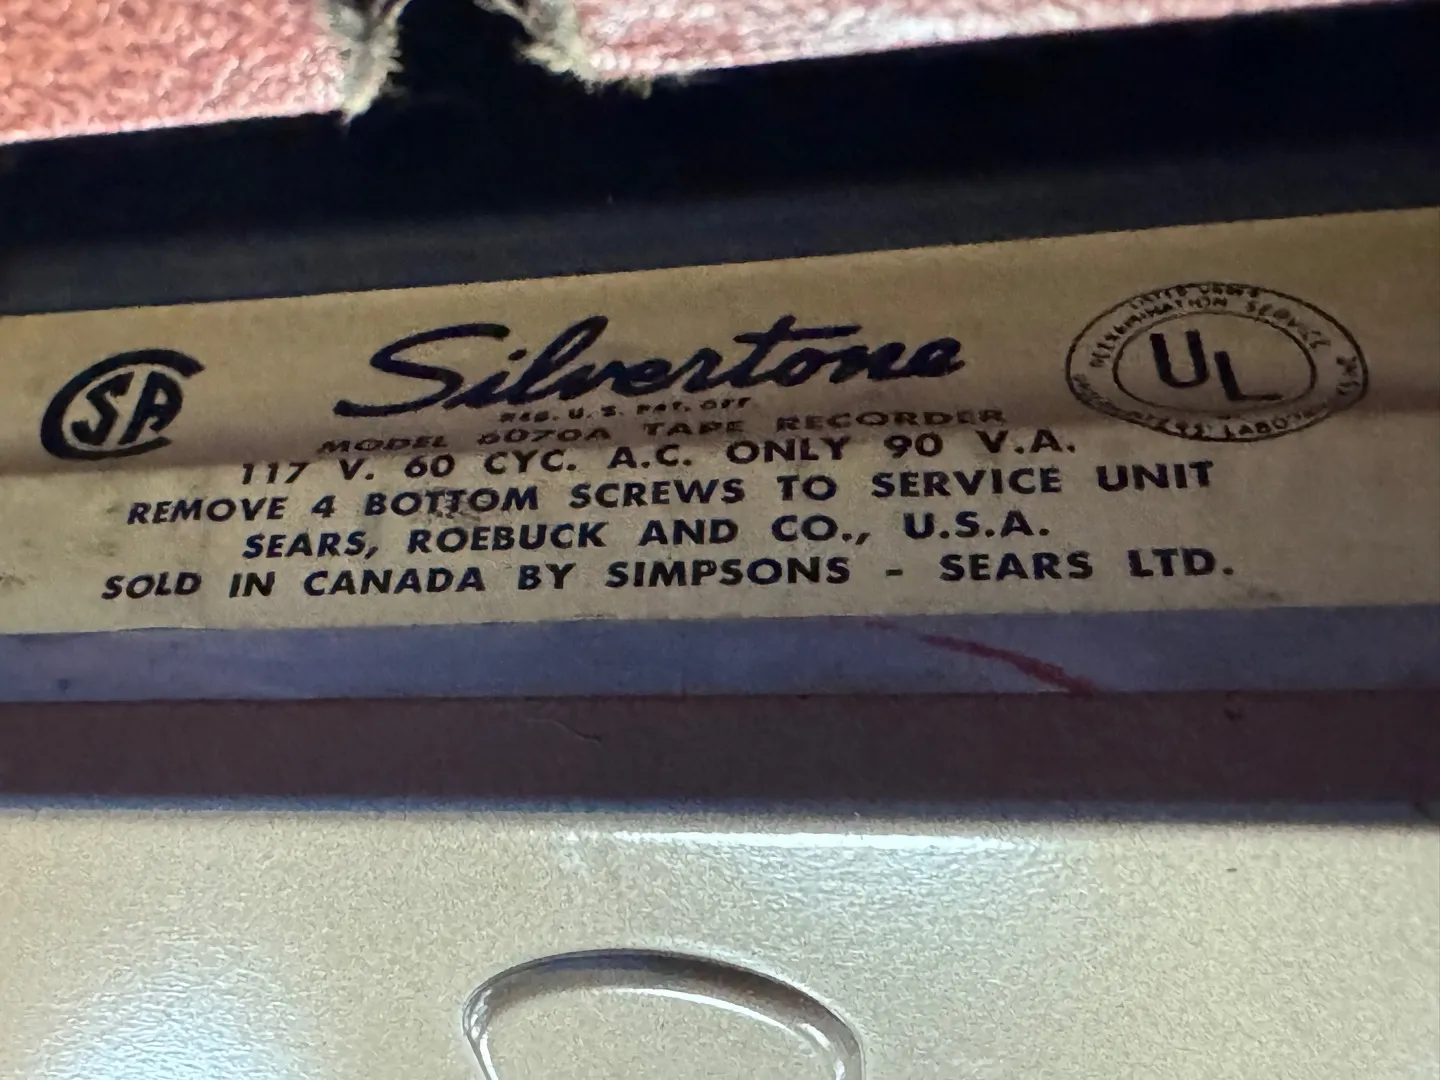 SA
Silvertone
REG. U. S. PAT. OFF
MODEL 6070A TAPE RECORDER
117 V. 60 CYC. A.C. ONLY 90 V.A.
REMOVE 4 BOTTOM SCREWS TO SERVICE UNIT
SEARS, ROEBUCK AND CO., U.S.A.
SOLD IN CANADA BY SIMPSONS - SEARS LTD.
UL
SERVICE